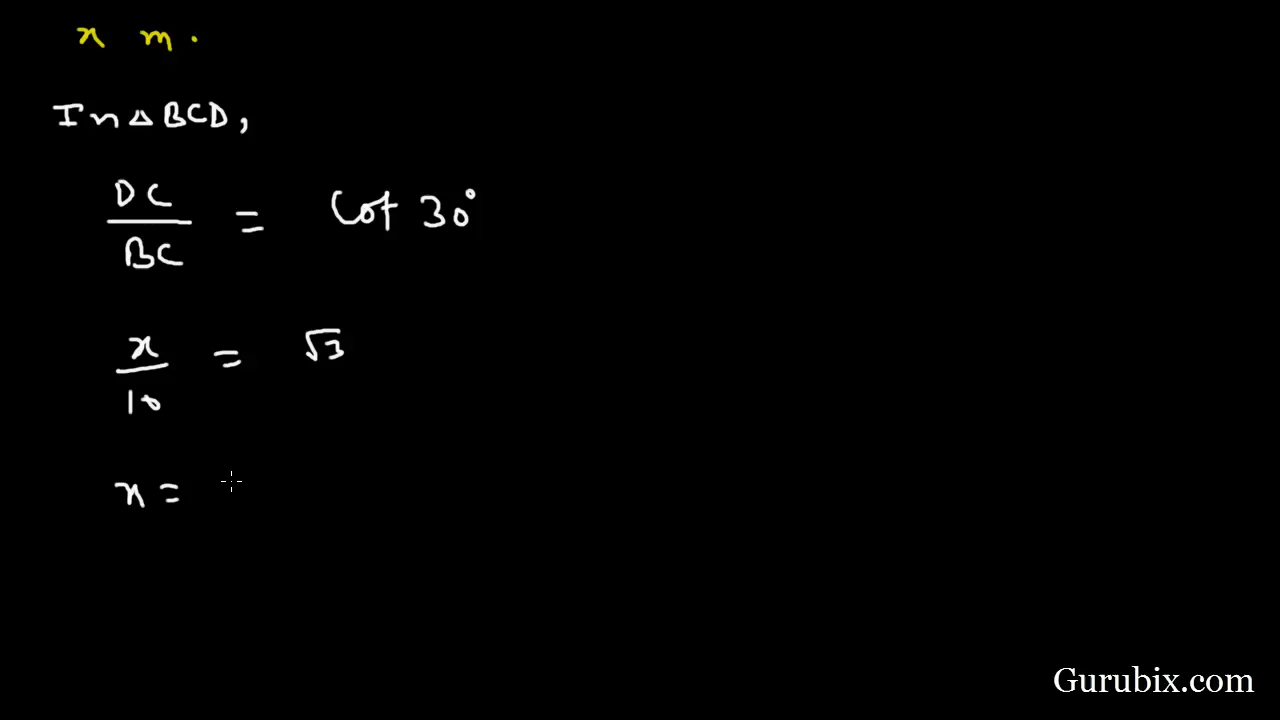 x m.
In △BCD,
DC/BC = Cot 30°
x/10 = √3
x =
Gurubix.com